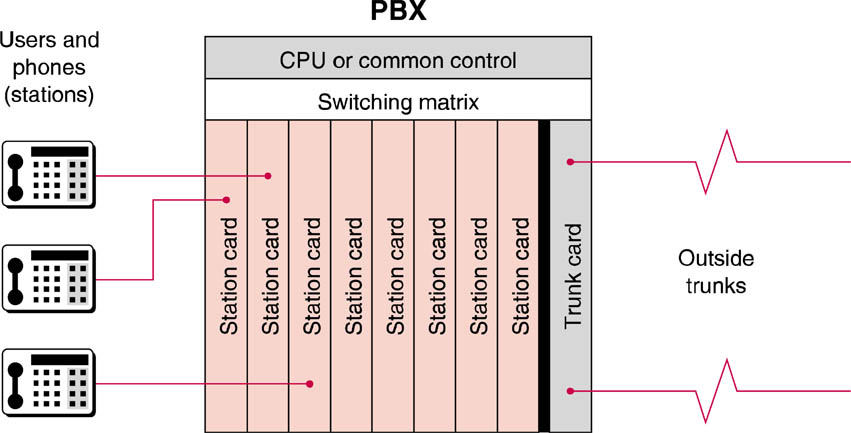 PBX
Users and
phones
(stations)
CPU or common control
Switching matrix
Station card
Station card
Station card
Station card
Station card
Station card
Station card
Station card
Trunk card
Outside
trunks